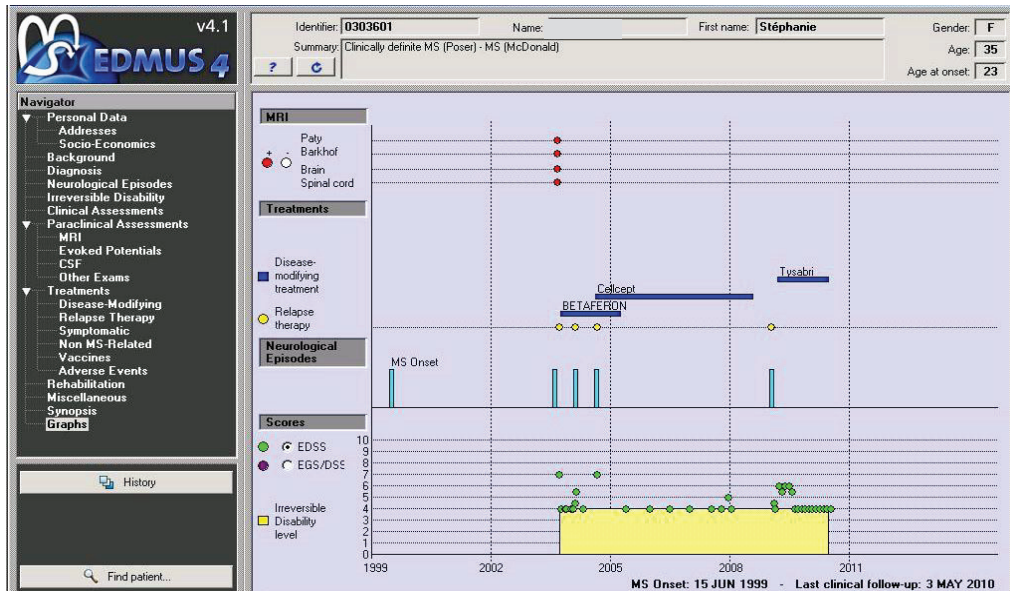 v4.1
EDMUS 4
Identifier: 0303601 Name: First name: Stéphanie Gender: F
Summary: Clinically definite MS (Poser) - MS (McDonald) Age: 35
? Age at onset: 23
Navigator
Personal Data
Addresses
Socio-Economics
Background
Diagnosis
Neurological Episodes
Irreversible Disability
Clinical Assessments
Paraclinical Assessments
MRI
Evoked Potentials
CSF
Other Exams
Treatments
Disease-Modifying
Relapse Therapy
Symptomatic
Non MS-Related
Vaccines
Adverse Events
Rehabilitation
Miscellaneous
Synopsis
Graphs
History
Find patient...
MRI
Paty
+ - Barkhof
Brain
Spinal cord
Treatments
Disease-
modifying
treatment
Tysabri
Cellcept
BETAFERON
Relapse
therapy
Neurological
Episodes
MS Onset
Scores
EDSS
EGS/DSS
Irreversible
Disability
level
10
9
8
7
6
5
4
3
2
1
0
1999 2002 2005 2008 2011
MS Onset: 15 JUN 1999 - Last clinical follow-up: 3 MAY 2010